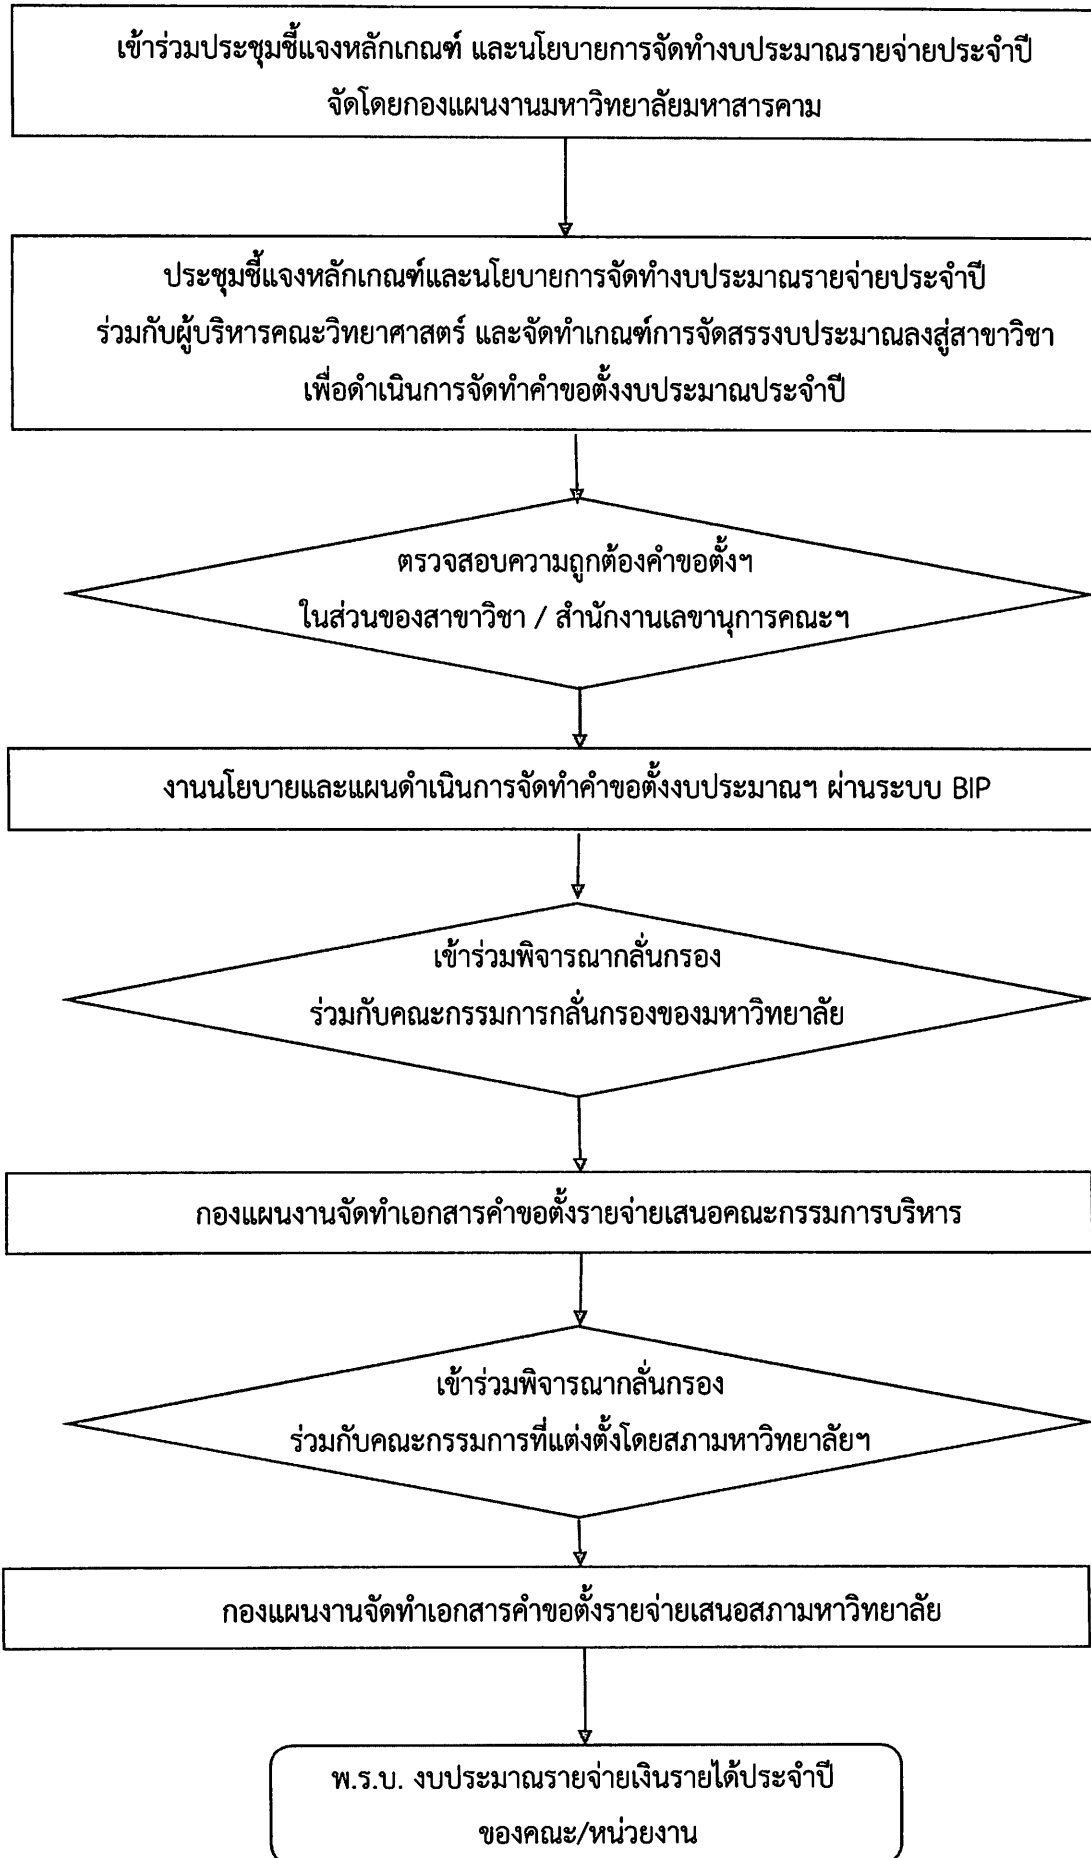 เข้าร่วมประชุมชี้แจงหลักเกณฑ์ และนโยบายการจัดทำงบประมาณรายจ่ายประจำปี
จัดโดยกองแผนงานมหาวิทยาลัยมหาสารคาม
ประชุมชี้แจงหลักเกณฑ์และนโยบายการจัดทำงบประมาณรายจ่ายประจำปี
ร่วมกับผู้บริหารคณะวิทยาศาสตร์ และจัดทำเกณฑ์การจัดสรรงบประมาณลงสู่สาขาวิชา
เพื่อดำเนินการจัดทำคำขอตั้งงบประมาณประจำปี
ตรวจสอบความถูกต้องคำขอตั้งฯ
ในส่วนของสาขาวิชา / สำนักงานเลขานุการคณะฯ
งานนโยบายและแผนดำเนินการจัดทำคำขอตั้งงบประมาณฯ ผ่านระบบ BIP
เข้าร่วมพิจารณากลั่นกรอง
ร่วมกับคณะกรรมการกลั่นกรองของมหาวิทยาลัย
กองแผนงานจัดทำเอกสารคำขอตั้งรายจ่ายเสนอคณะกรรมการบริหาร
เข้าร่วมพิจารณากลั่นกรอง
ร่วมกับคณะกรรมการที่แต่งตั้งโดยสภามหาวิทยาลัยฯ
กองแผนงานจัดทำเอกสารคำขอตั้งรายจ่ายเสนอสภามหาวิทยาลัย
พ.ร.บ. งบประมาณรายจ่ายเงินรายได้ประจำปี
ของคณะ/หน่วยงาน